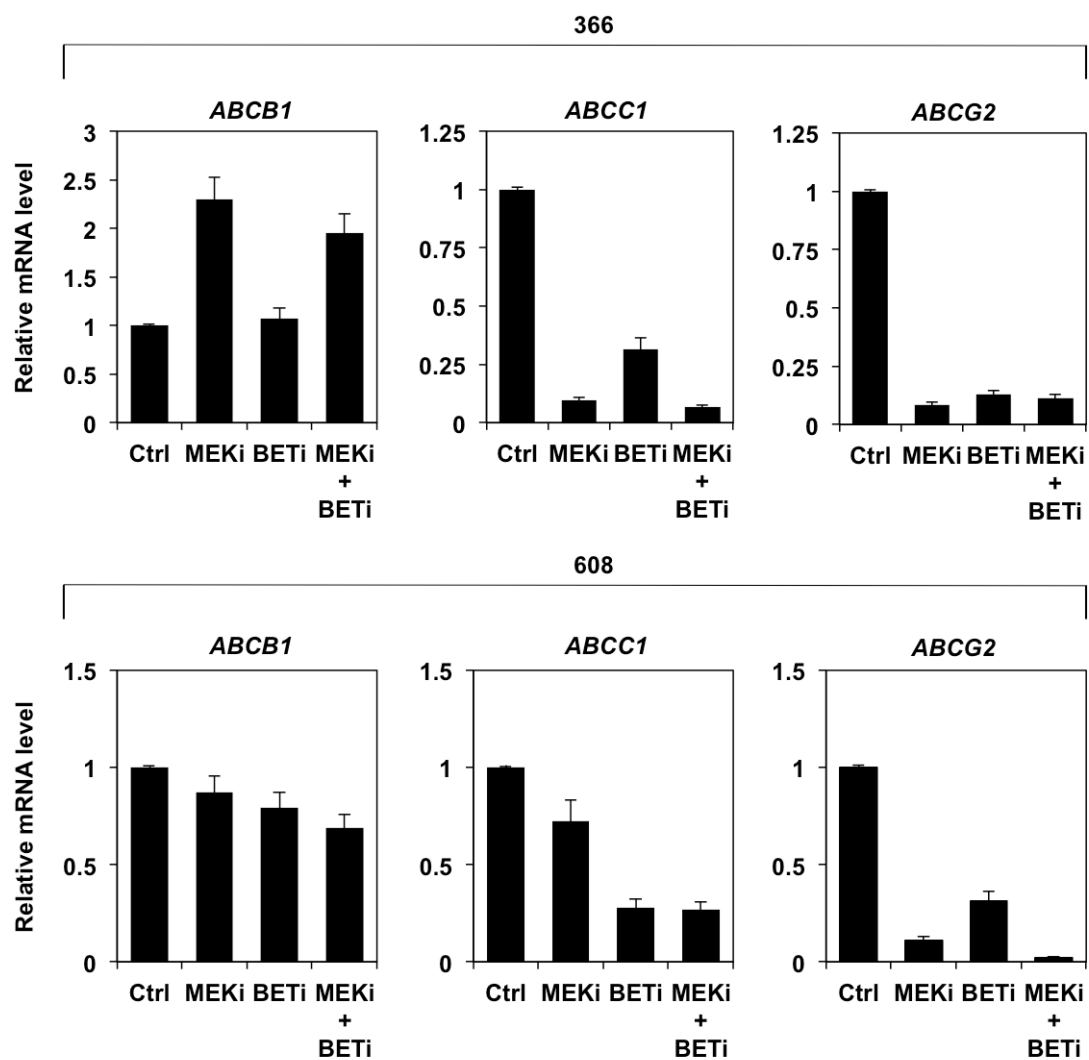 366
ABCB1 ABCC1 ABCG2
Relative mRNA level
3 2.5 2 1.5 1 0.5 0
1.25 1 0.75 0.5 0.25 0
1.25 1 0.75 0.5 0.25 0
Ctrl MEKi BETi MEKi Ctrl MEKi BETi MEKi Ctrl MEKi BETi MEKi
+ + +
BETi BETi BETi
608
ABCB1 ABCC1 ABCG2
Relative mRNA level
1.5 1 0.5 0
1.5 1 0.5 0
1.5 1 0.5 0
Ctrl MEKi BETi MEKi Ctrl MEKi BETi MEKi Ctrl MEKi BETi MEKi
+ + +
BETi BETi BETi